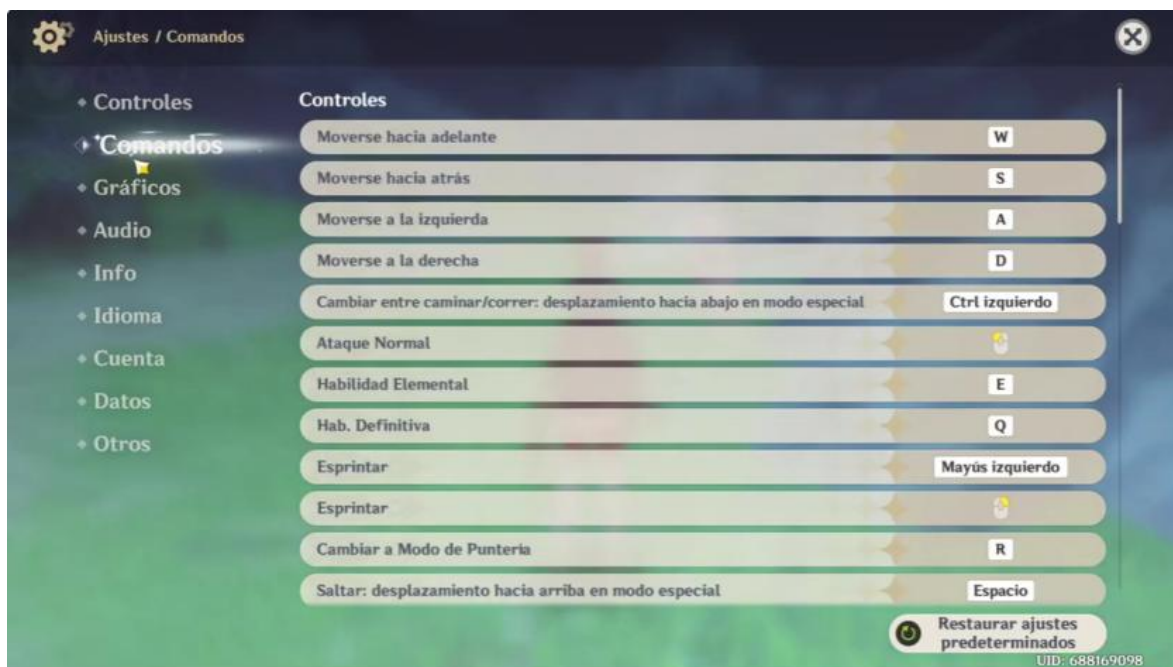 Ajustes / Comandos
Controles
Comandos
Gráficos
Audio
Info
Idioma
Cuenta
Datos
Otros
Controles
Moverse hacia adelante W
Moverse hacia atrás S
Moverse a la izquierda A
Moverse a la derecha D
Cambiar entre caminar/correr: desplazamiento hacia abajo en modo especial Ctrl izquierdo
Ataque Normal
Habilidad Elemental E
Hab. Definitiva Q
Esprintar Mayús izquierdo
Esprintar
Cambiar a Modo de Puntería R
Saltar: desplazamiento hacia arriba en modo especial Espacio
Restaurar ajustes
predeterminados
UID: 688169098